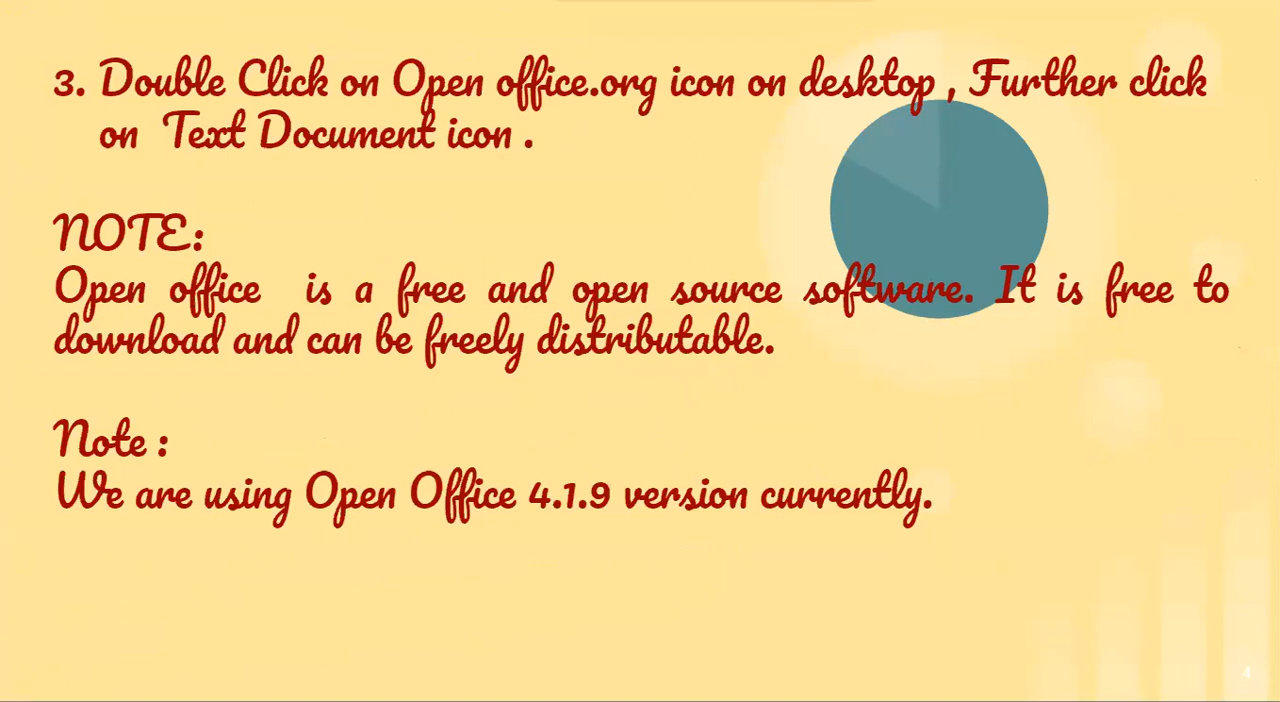 3. Double Click on Open office.org icon on desktop , Further click
on Text Document icon .
NOTE:
Open office is a free and open source software. It is free to
download and can be freely distributable.
Note :
We are using Open Office 4.1.9 version currently.
4